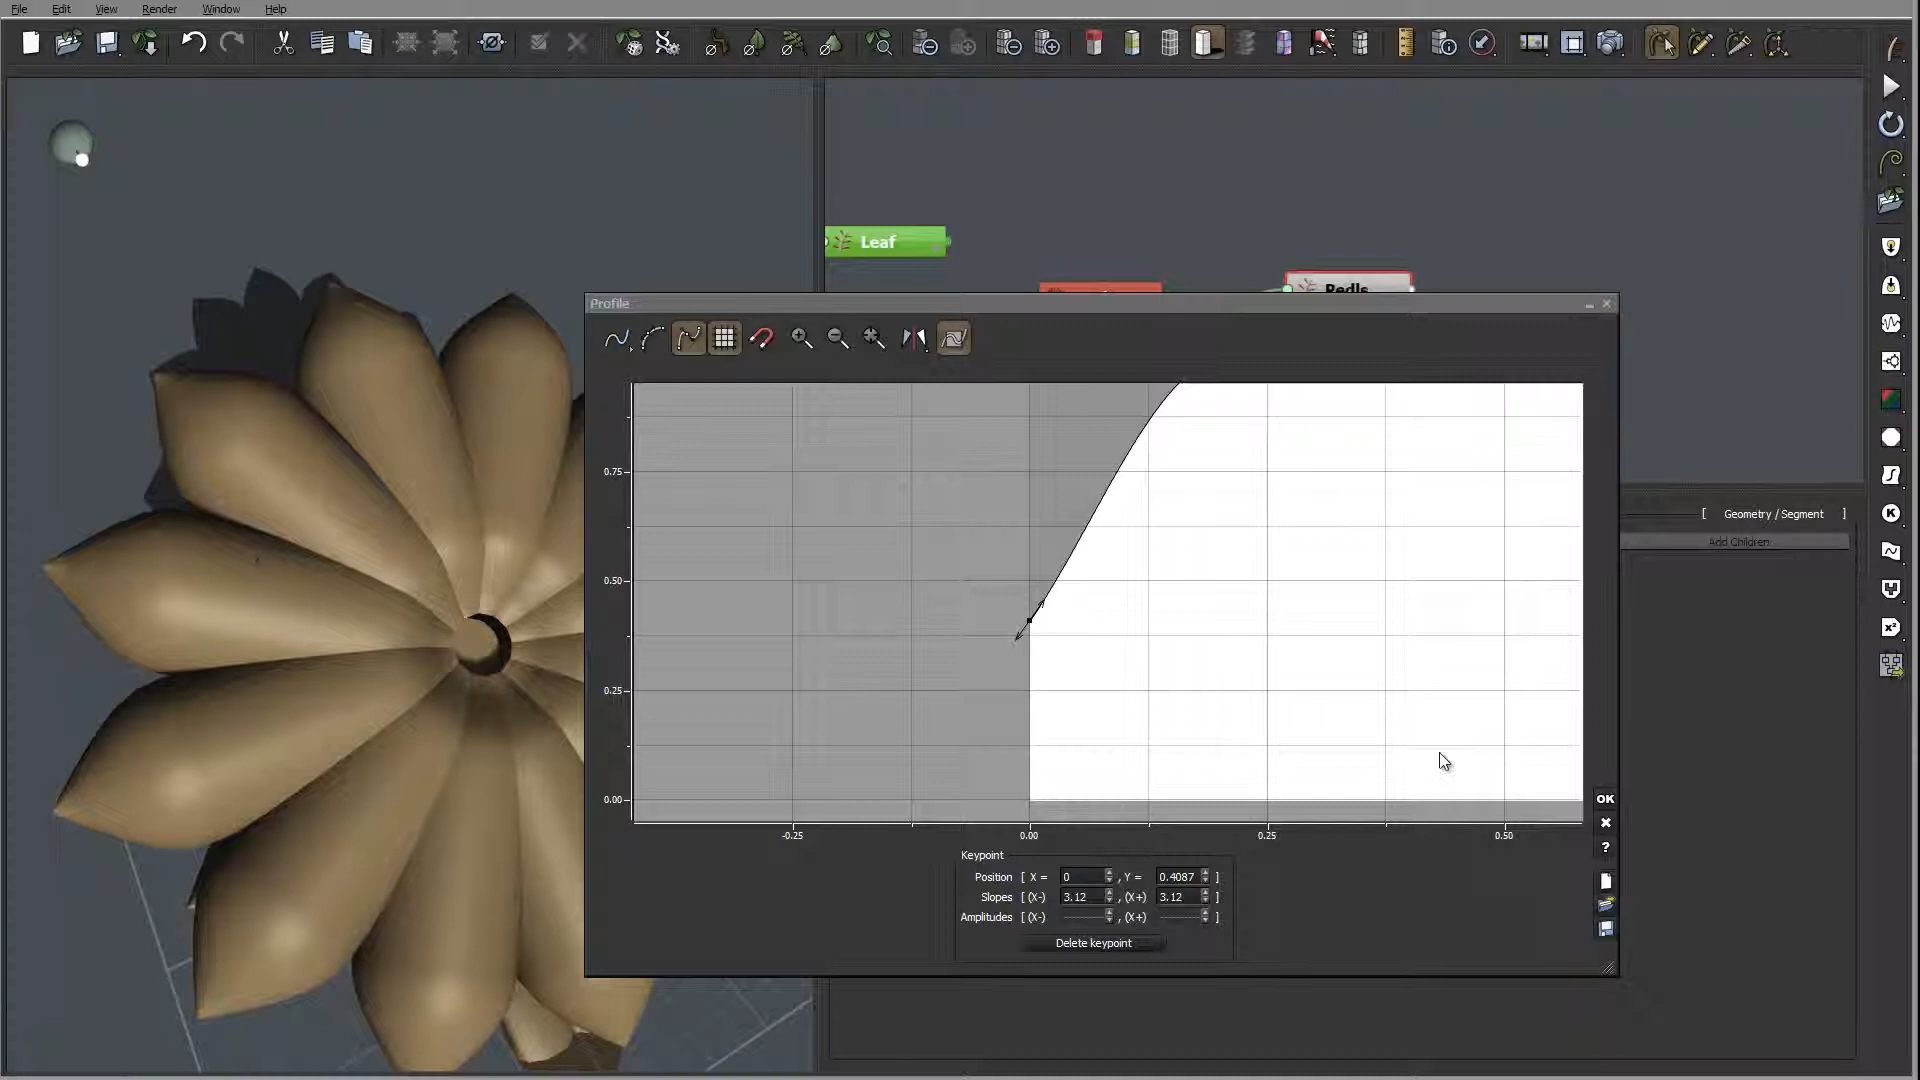 File Edit View Render Window Help
Leaf
Pedls
Profile
0.75
0.50
0.25
0.00
-0.25 0.00 0.25 0.50
Keypoint
Position [ X = 0 , Y = 0.4087 ]
Slopes [ (X-) 3.12 , (X+) 3.12 ]
Amplitudes [ (X-) , (X+) ]
Delete keypoint
OK
?
[ Geometry / Segment ]
Add Children
K
x²